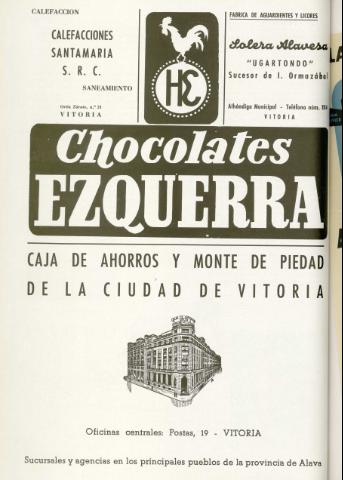 CALEFACCION
CALEFACCIONES
SANTAMARIA
S. R. C.
SANEAMIENTO
VITORIA
HE
FABRICA DE AGUARDIENTES Y LICORES
Solera Alavesa
"UGARTONDO"
Sucesor de I. Ormazábal
Alhóndiga Municipal - Teléfono núm.
VITORIA
Chocolates
EZQUERRA
CAJA DE AHORROS Y MONTE DE PIEDAD
DE LA CIUDAD DE VITORIA
Oficinas centrales: Postas, 19 - VITORIA
Sucursales y agencias en los principales pueblos de la provincia de Alava